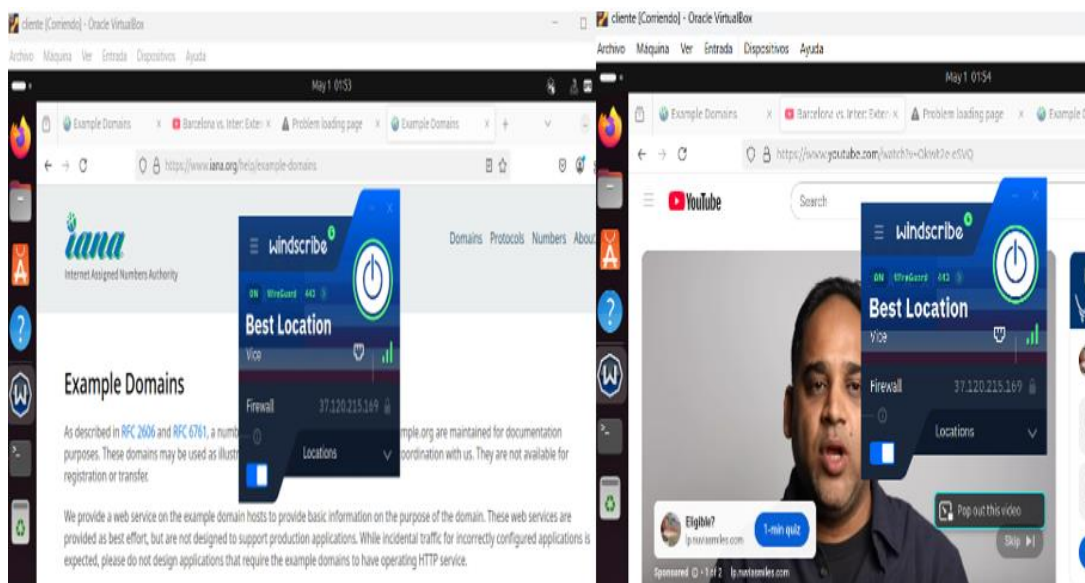 cliente [Corriendo] - Oracle VirtualBox
Archivo Máquina Ver Entrada Dispositivos Ayuda
May 1 01:53
Example Domains
Barcelona vs. Inter: Exter
Problem loading page
Example Domains
https://www.iana.org/help/example-domains
iana
Internet Assigned Numbers Authority
Domains Protocols Numbers About
windscribe
ON WireGuard 443
Best Location
Vice
Firewall 37.120.215.169
Locations
Example Domains
As described in RFC 2606 and RFC 6761, a numb
mple.org are maintained for documentation
purposes. These domains may be used as illust
coordination with us. They are not available for
registration or transfer.
We provide a web service on the example domain hosts to provide basic information on the purpose of the domain. These web services are
provided as best effort, but are not designed to support production applications. While incidental traffic for incorrectly configured applications is
expected, please do not design applications that require the example domains to have operating HTTP service.
cliente [Corriendo] - Oracle VirtualBox
Archivo Máquina Ver Entrada Dispositivos Ayuda
May 1 01:54
Example Domains
Barcelona vs. Inter: Exter
Problem loading page
Example D
YouTube
Search
windscribe
ON WireGuard 443
Best Location
Vice
Firewall 37.120.215.169
Locations
Pop out this video
Skip
Eligible?
lp.nuviasmiles.com
1-min quiz
Sponsored 1 of 2 lp.nuviasmiles.com